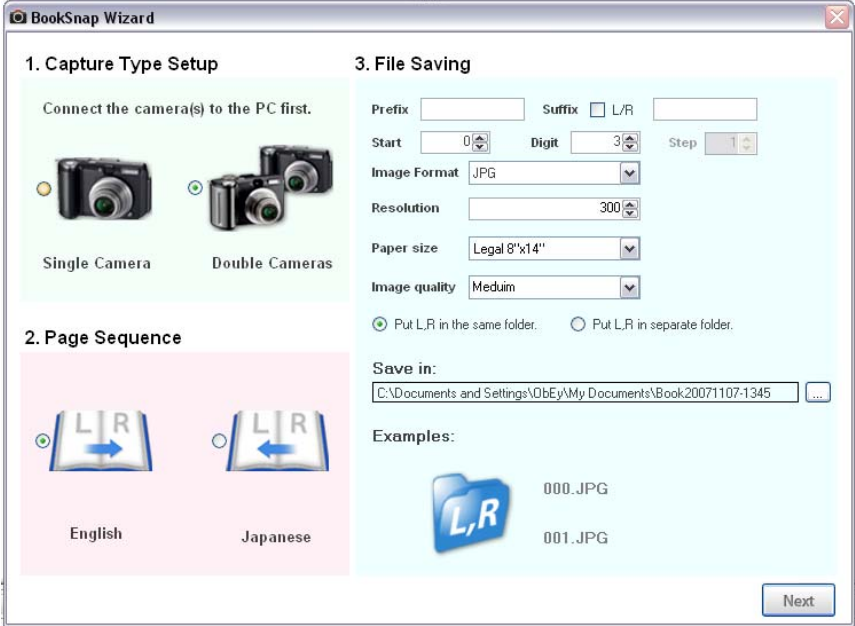 BookSnap Wizard
1. Capture Type Setup
Connect the camera(s) to the PC first.
Single Camera
Double Cameras
2. Page Sequence
L R
English
L R
Japanese
3. File Saving
Prefix Suffix L/R
Start 0 Digit 3 Step 1
Image Format JPG
Resolution 300
Paper size Legal 8"x14"
Image quality Meduim
Put L,R in the same folder. Put L,R in separate folder.
Save in:
C:\Documents and Settings\ObEy\My Documents\Book20071107-1345 ...
Examples:
L,R
000.JPG
001.JPG
Next